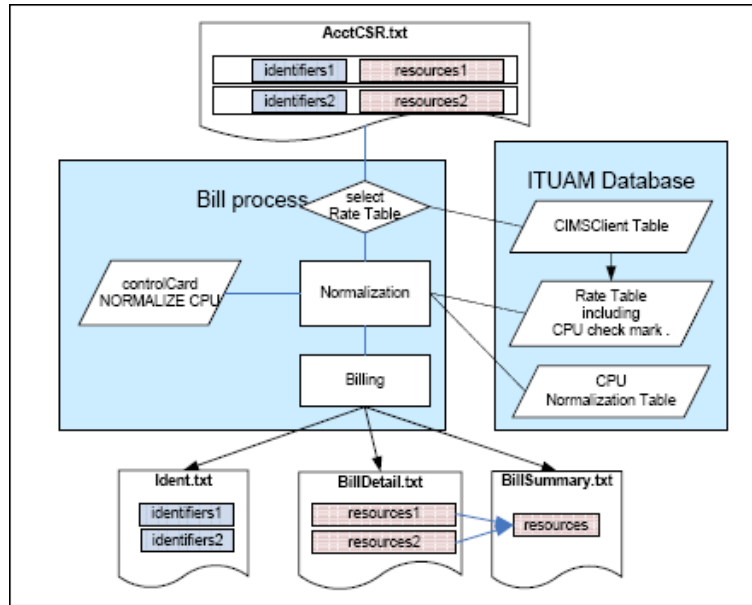 AcctCSR.txt
identifiers1
resources1
identifiers2
resources2
Bill process
select
Rate Table
ITUAM Database
CIMSClient Table
controlCard
NORMALIZE CPU
Normalization
Rate Table
including
CPU check mark .
Billing
CPU
Normalization Table
Ident.txt
BillDetail.txt
BillSummary.txt
identifiers1
resources1
resources
identifiers2
resources2